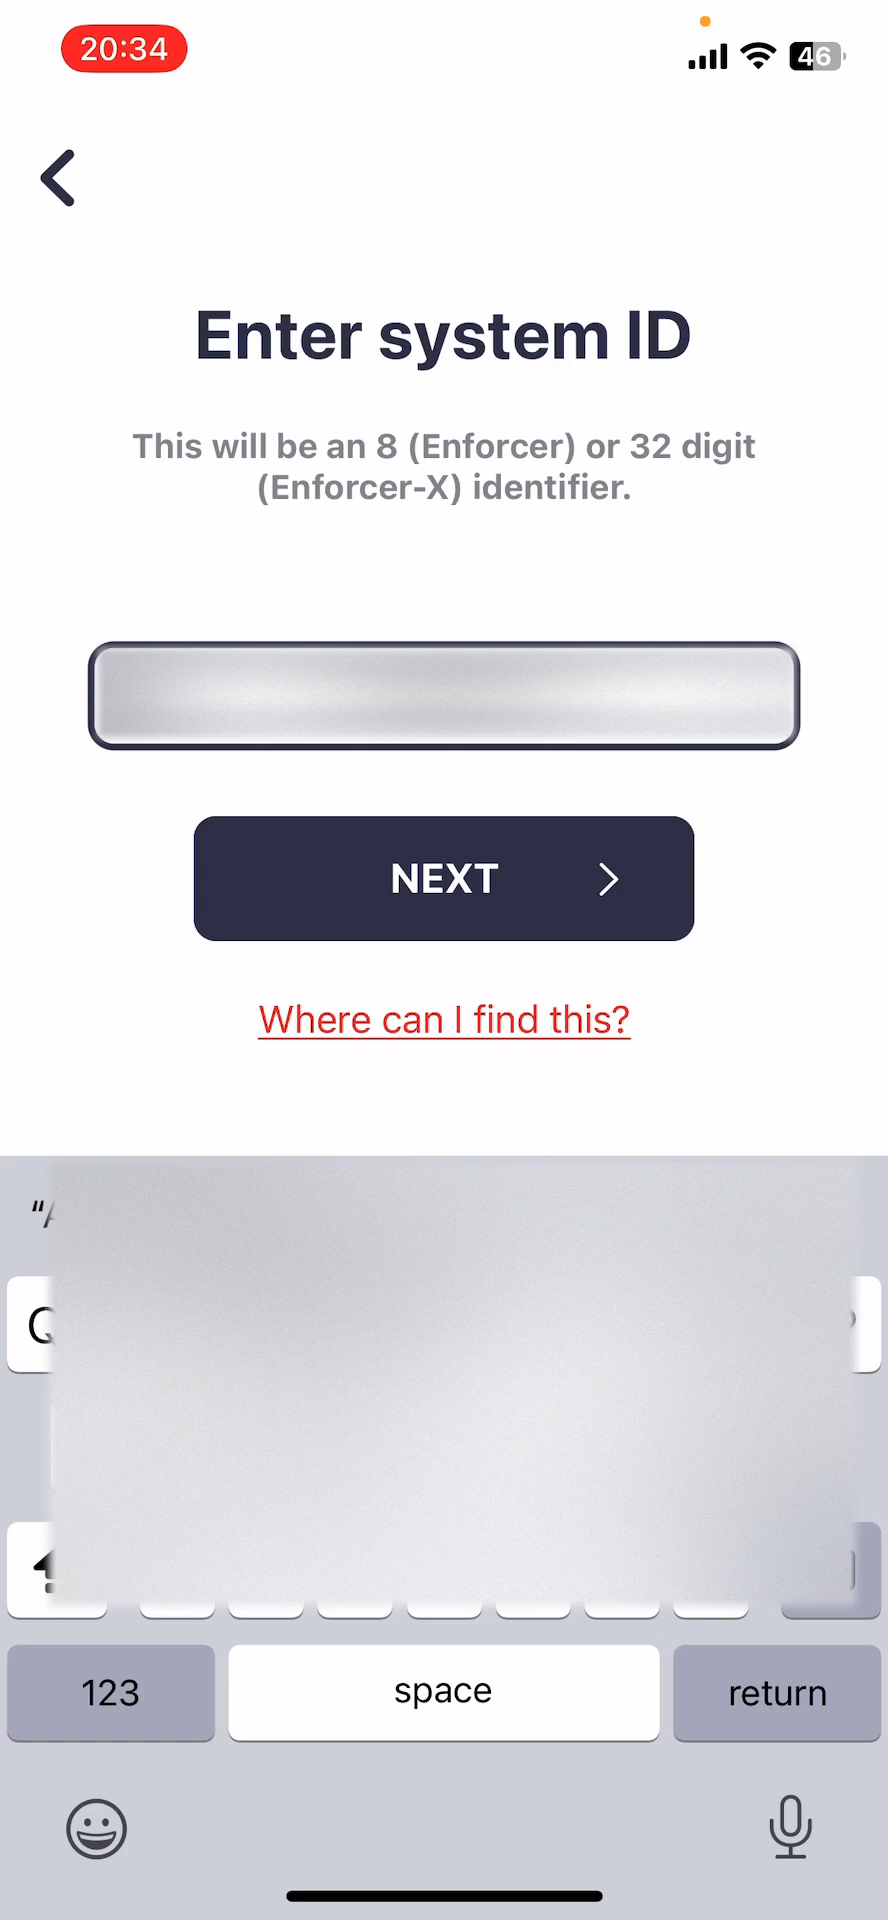 20:34
46
Enter system ID
This will be an 8 (Enforcer) or 32 digit
(Enforcer-X) identifier.
NEXT
Where can I find this?
123
space
return